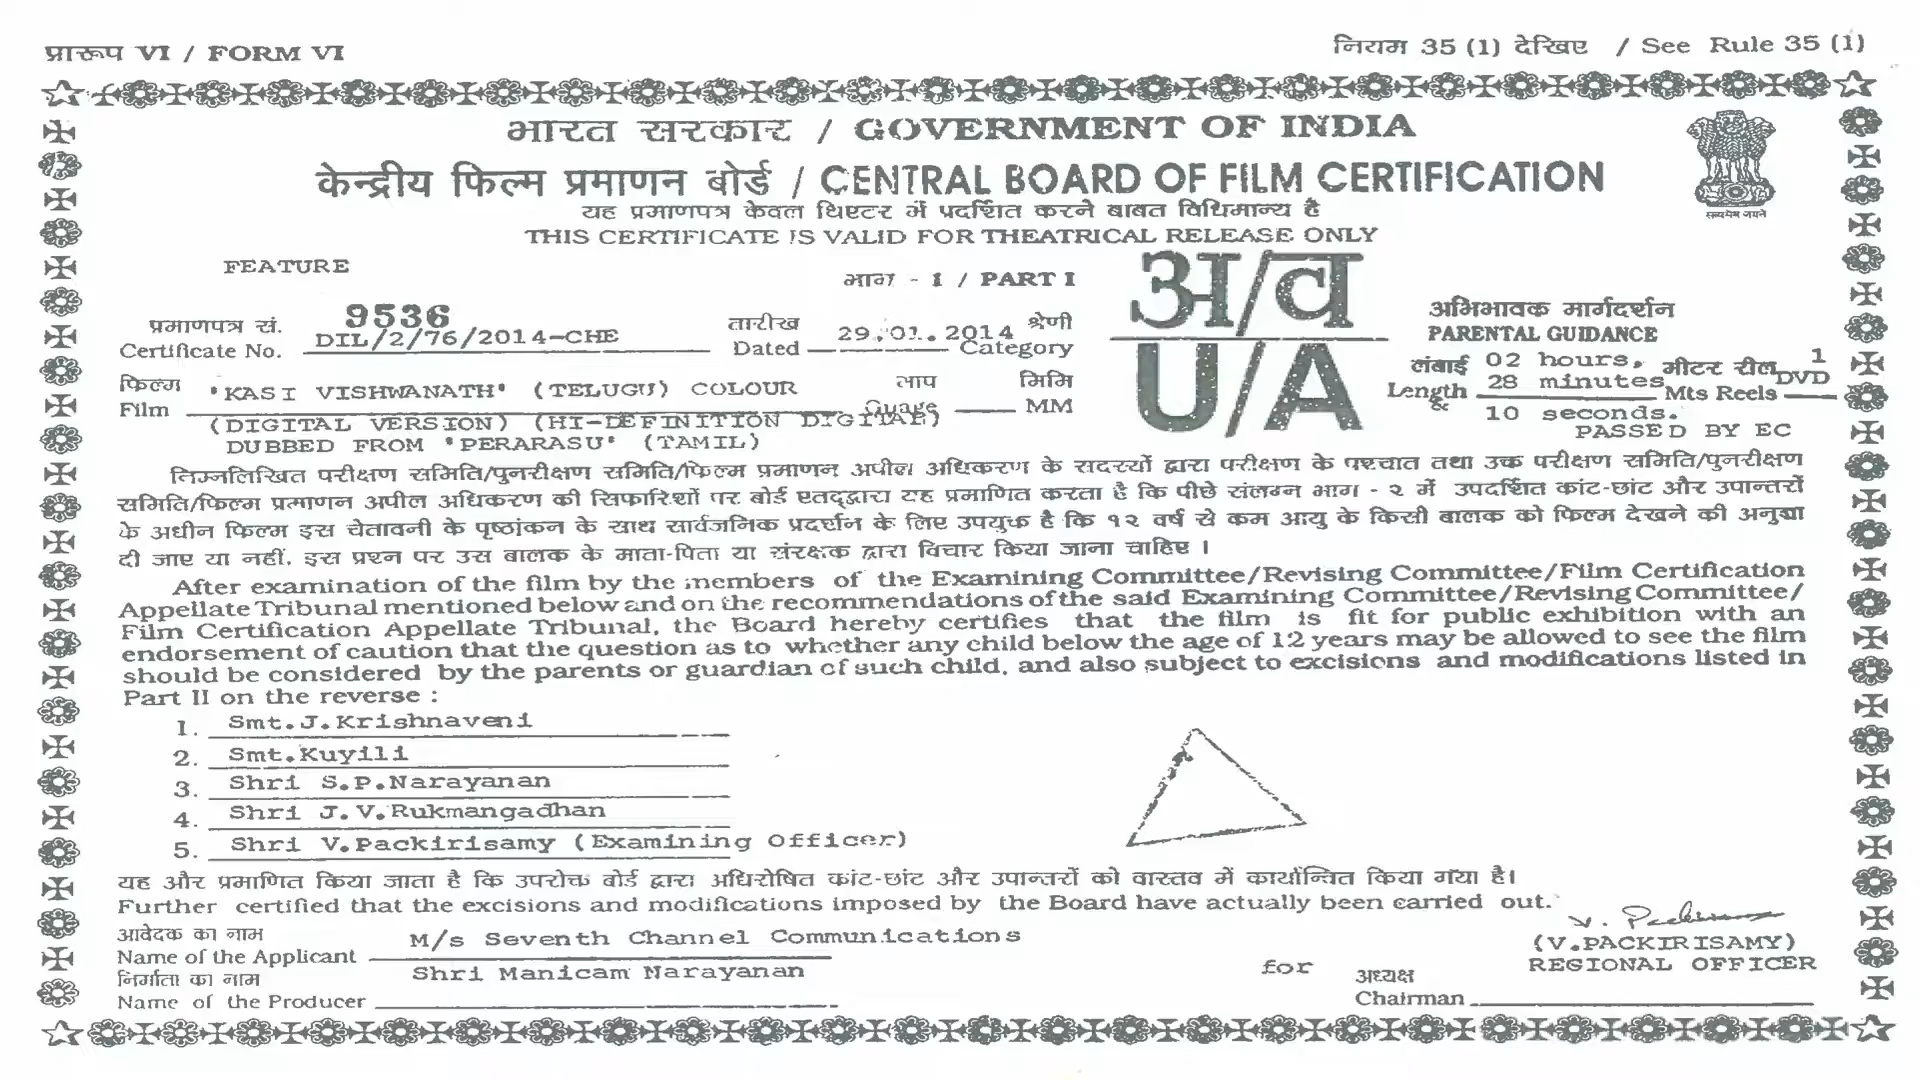 प्रारूप VI / FORM VI
नियम 35 (1) देखिए / See Rule 35 (1)
भारत सरकार / GOVERNMENT OF INDIA
केन्द्रीय फिल्म प्रमाणन बोर्ड / CENTRAL BOARD OF FILM CERTIFICATION
सत्यमेव जयते
यह प्रमाणपत्र केवल थिएटर में प्रदर्शित करने बाबत विधिमान्य है
THIS CERTIFICATE IS VALID FOR THEATRICAL RELEASE ONLY
FEATURE
भाग - 1 / PART I
अ/व
U/A
अभिभावक मार्गदर्शन
PARENTAL GUIDANCE
9536
प्रमाणपत्र सं. DIL/2/76/2014-CHE तारीख 29.01.2014 श्रेणी
Certificate No. Dated Category
लंबाई 02 hours, मीटर रील 1
Length 28 minutes Mts Reels DVD
10 seconds.
PASSED BY EC
फिल्म 'KASI VISHWANATH' (TELUGU) COLOUR नाप मिमि
Film Guage MM
(DIGITAL VERSION) (HI-DEFINITION DIGITAL)
DUBBED FROM 'PERARASU' (TAMIL)
निम्नलिखित परीक्षण समिति/पुनरीक्षण समिति/फिल्म प्रमाणन अपील अधिकरण के सदस्यों द्वारा परीक्षण के पश्चात तथा उक्त परीक्षण समिति/पुनरीक्षण
समिति/फिल्म प्रमाणन अपील अधिकरण की सिफारिशों पर बोर्ड एतद्द्वारा यह प्रमाणित करता है कि पीछे संलग्न भाग - २ में उपदर्शित कांट-छांट और उपान्तरों
के अधीन फिल्म इस चेतावनी के पृष्ठांकन के साथ सार्वजनिक प्रदर्शन के लिए उपयुक्त है कि १२ वर्ष से कम आयु के किसी बालक को फिल्म देखने की अनुज्ञा
दी जाए या नहीं, इस प्रश्न पर उस बालक के माता-पिता या संरक्षक द्वारा विचार किया जाना चाहिए ।
After examination of the film by the members of the Examining Committee/Revising Committee/Film Certification
Appellate Tribunal mentioned below and on the recommendations of the said Examining Committee/Revising Committee/
Film Certification Appellate Tribunal, the Board hereby certifies that the film is fit for public exhibition with an
endorsement of caution that the question as to whether any child below the age of 12 years may be allowed to see the film
should be considered by the parents or guardian of such child, and also subject to excisions and modifications listed in
Part II on the reverse :
1. Smt.J.Krishnaveni
2. Smt.Kuyili
3. Shri S.P.Narayanan
4. Shri J.V.Rukmangadhan
5. Shri V.Packirisamy (Examining Officer)
यह और प्रमाणित किया जाता है कि उपरोक्त बोर्ड द्वारा अधिरोपित कांट-छांट और उपान्तरों को वास्तव में कार्यान्वित किया गया है।
Further certified that the excisions and modifications imposed by the Board have actually been carried out.
आवेदक का नाम
Name of the Applicant M/s Seventh Channel Communications
निर्माता का नाम
Name of the Producer Shri Manicam Narayanan
(V.PACKIRISAMY)
REGIONAL OFFICER
for अध्यक्ष
Chairman